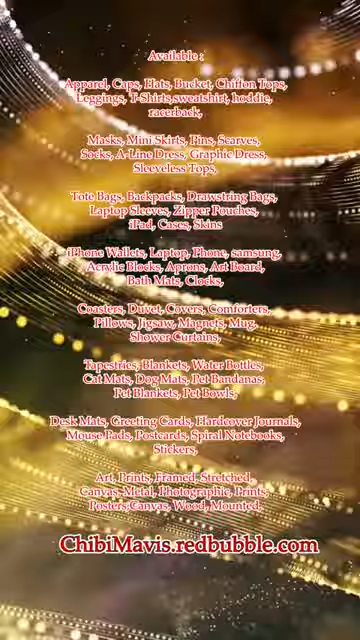 Available :
Apparel, Caps, Hats, Bucket, Chiffon Tops,
Leggings, T-Shirts,sweatshirt, hoddie,
racerback,
Masks, Mini Skirts, Pins, Scarves,
Socks, A-Line Dress, Graphic Dress,
Sleeveless Tops,
Tote Bags, Backpacks, Drawstring Bags,
Laptop Sleeves, Zipper Pouches,
iPad, Cases, Skins
iPhone Wallets, Laptop, Phone, samsung,
Acrylic Blocks, Aprons, Art Board,
Bath Mats, Clocks,
Coasters, Duvet, Covers, Comforters,
Pillows, Jigsaw, Magnets, Mug,
Shower Curtains,
Tapestries, Blankets, Water Bottles,
Cat Mats, Dog Mats, Pet Bandanas,
Pet Blankets, Pet Bowls,
Desk Mats, Greeting Cards, Hardcover Journals,
Mouse Pads, Postcards, Spiral Notebooks,
Stickers,
Art, Prints, Framed, Stretched,
Canvas, Metal, Photographic, Prints,
Posters,Canvas, Wood, Mounted,
ChibiMavis.redbubble.com